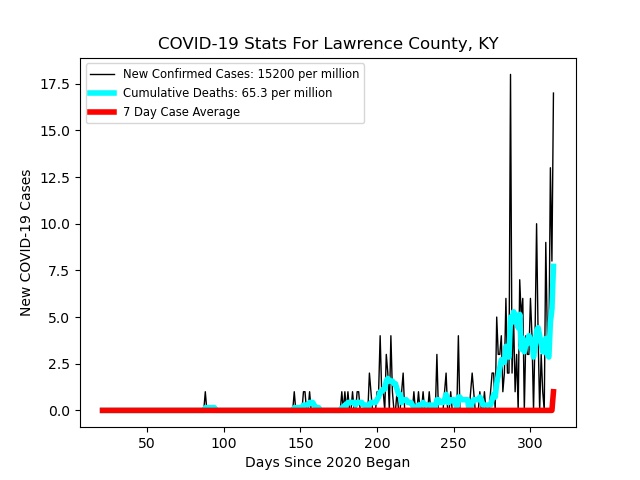 COVID-19 Stats For Lawrence County, KY
New Confirmed Cases: 15200 per million
Cumulative Deaths: 65.3 per million
7 Day Case Average
New COVID-19 Cases
17.5
15.0
12.5
10.0
7.5
5.0
2.5
0.0
50 100 150 200 250 300
Days Since 2020 Began